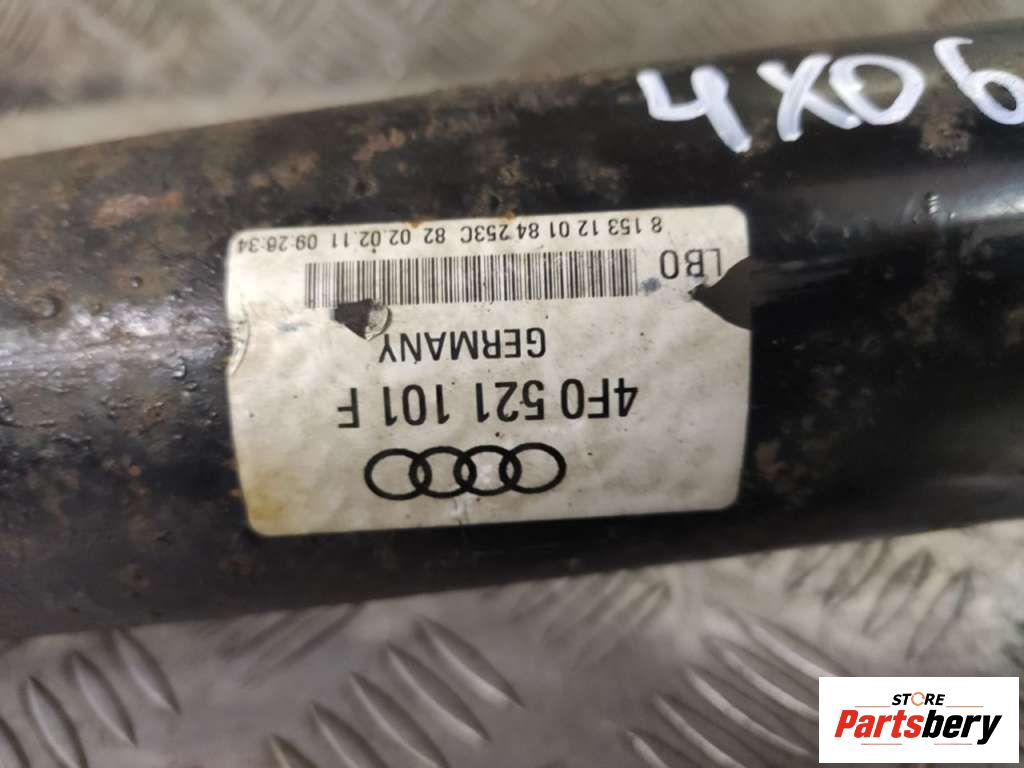 4X06
4F0 521 101 F
GERMANY
LBO
8 153 12 01 84 253C 82 02.02.11 09:26:34
STORE
Partsbery